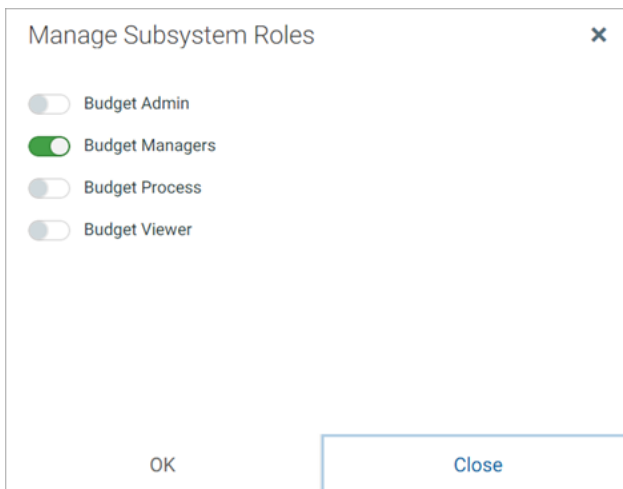 Manage Subsystem Roles
Budget Admin
Budget Managers
Budget Process
Budget Viewer
OK
Close